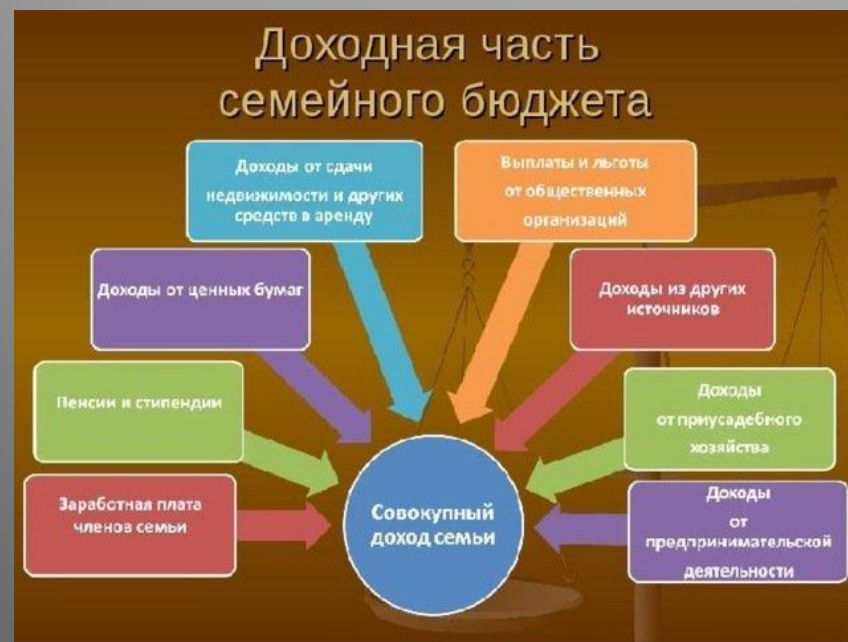 Доходная часть
семейного бюджета
Доходы от сдачи
недвижимости и других
средств в аренду
Выплаты и льготы
от общественных
организаций
Доходы от ценных бумаг
Доходы из других
источников
Пенсии и стипендии
Доходы
от приусадебного
хозяйства
Заработная плата
членов семьи
Совокупный
доход семьи
Доходы
от
предпринимательской
деятельности